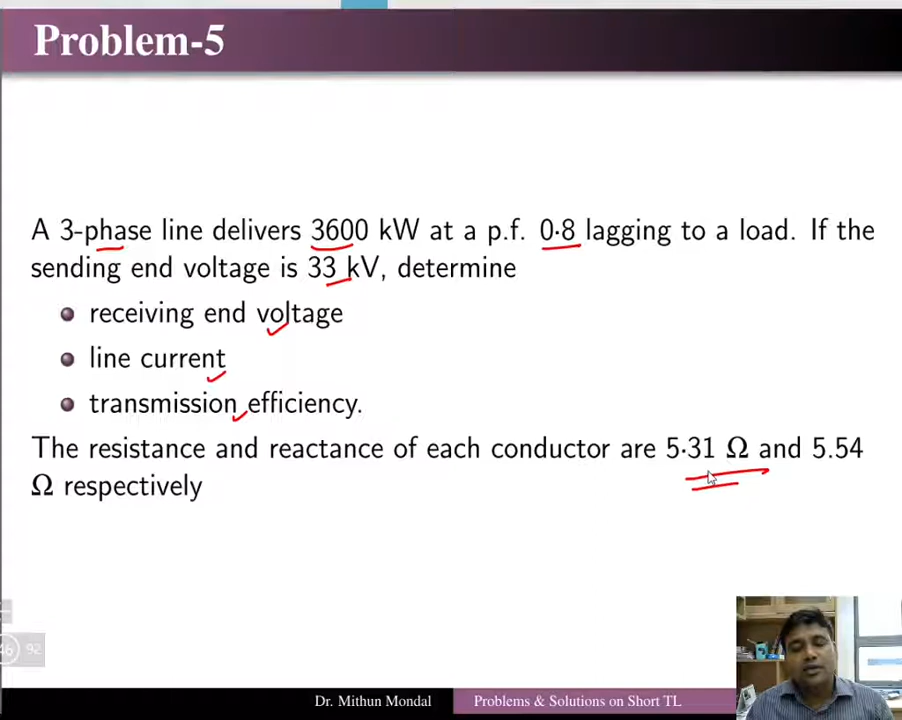 Problem-5
A 3-phase line delivers 3600 kW at a p.f. 0·8 lagging to a load. If the
sending end voltage is 33 kV, determine
receiving end voltage
line current
transmission efficiency.
The resistance and reactance of each conductor are 5·31 Ω and 5.54
Ω respectively
46 92
Dr. Mithun Mondal Problems & Solutions on Short TL